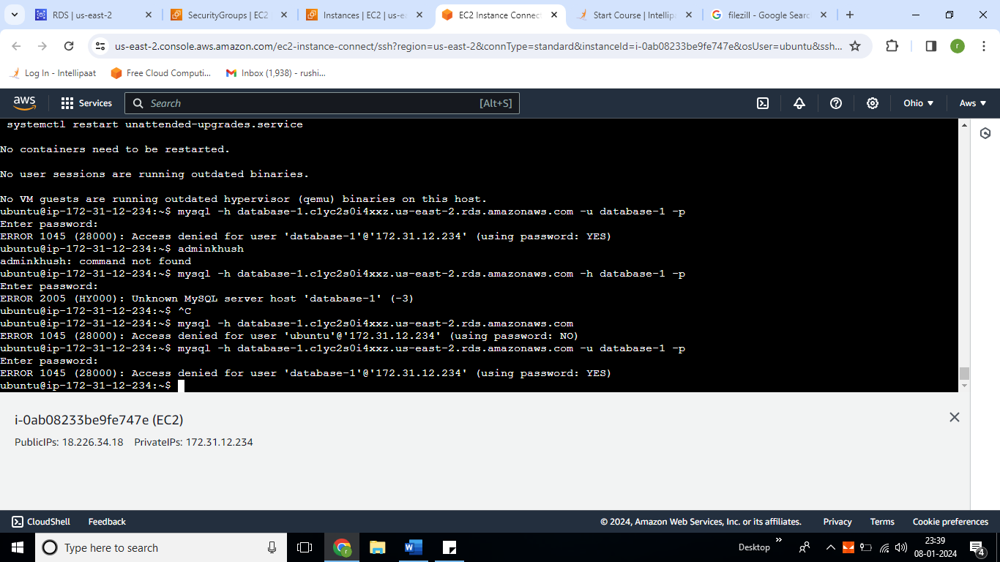 RDS | us-east-2
SecurityGroups | EC2
Instances | EC2 | us-ea
EC2 Instance Connect
Start Course | Intellipa
filezill - Google Searc
us-east-2.console.aws.amazon.com/ec2-instance-connect/ssh?region=us-east-2&connType=standard&instanceId=i-0ab08233be9fe747e&osUser=ubuntu&ssh...
r
Log In - Intellipaat
Free Cloud Computi...
Inbox (1,938) - rushi...
aws
Services
Search
[Alt+S]
Ohio
Aws
systemctl restart unattended-upgrades.service
No containers need to be restarted.
No user sessions are running outdated binaries.
No VM guests are running outdated hypervisor (qemu) binaries on this host.
ubuntu@ip-172-31-12-234:~$ mysql -h database-1.c1yc2s0i4xxz.us-east-2.rds.amazonaws.com -u database-1 -p
Enter password:
ERROR 1045 (28000): Access denied for user 'database-1'@'172.31.12.234' (using password: YES)
ubuntu@ip-172-31-12-234:~$ adminkhush
adminkhush: command not found
ubuntu@ip-172-31-12-234:~$ mysql -h database-1.c1yc2s0i4xxz.us-east-2.rds.amazonaws.com -h database-1 -p
Enter password:
ERROR 2005 (HY000): Unknown MySQL server host 'database-1' (-3)
ubuntu@ip-172-31-12-234:~$ ^C
ubuntu@ip-172-31-12-234:~$ mysql -h database-1.c1yc2s0i4xxz.us-east-2.rds.amazonaws.com
ERROR 1045 (28000): Access denied for user 'ubuntu'@'172.31.12.234' (using password: NO)
ubuntu@ip-172-31-12-234:~$ mysql -h database-1.c1yc2s0i4xxz.us-east-2.rds.amazonaws.com -u database-1 -p
Enter password:
ERROR 1045 (28000): Access denied for user 'database-1'@'172.31.12.234' (using password: YES)
ubuntu@ip-172-31-12-234:~$
i-0ab08233be9fe747e (EC2)
PublicIPs: 18.226.34.18 PrivateIPs: 172.31.12.234
CloudShell
Feedback
© 2024, Amazon Web Services, Inc. or its affiliates.
Privacy
Terms
Cookie preferences
Type here to search
Desktop
23:39
08-01-2024
4